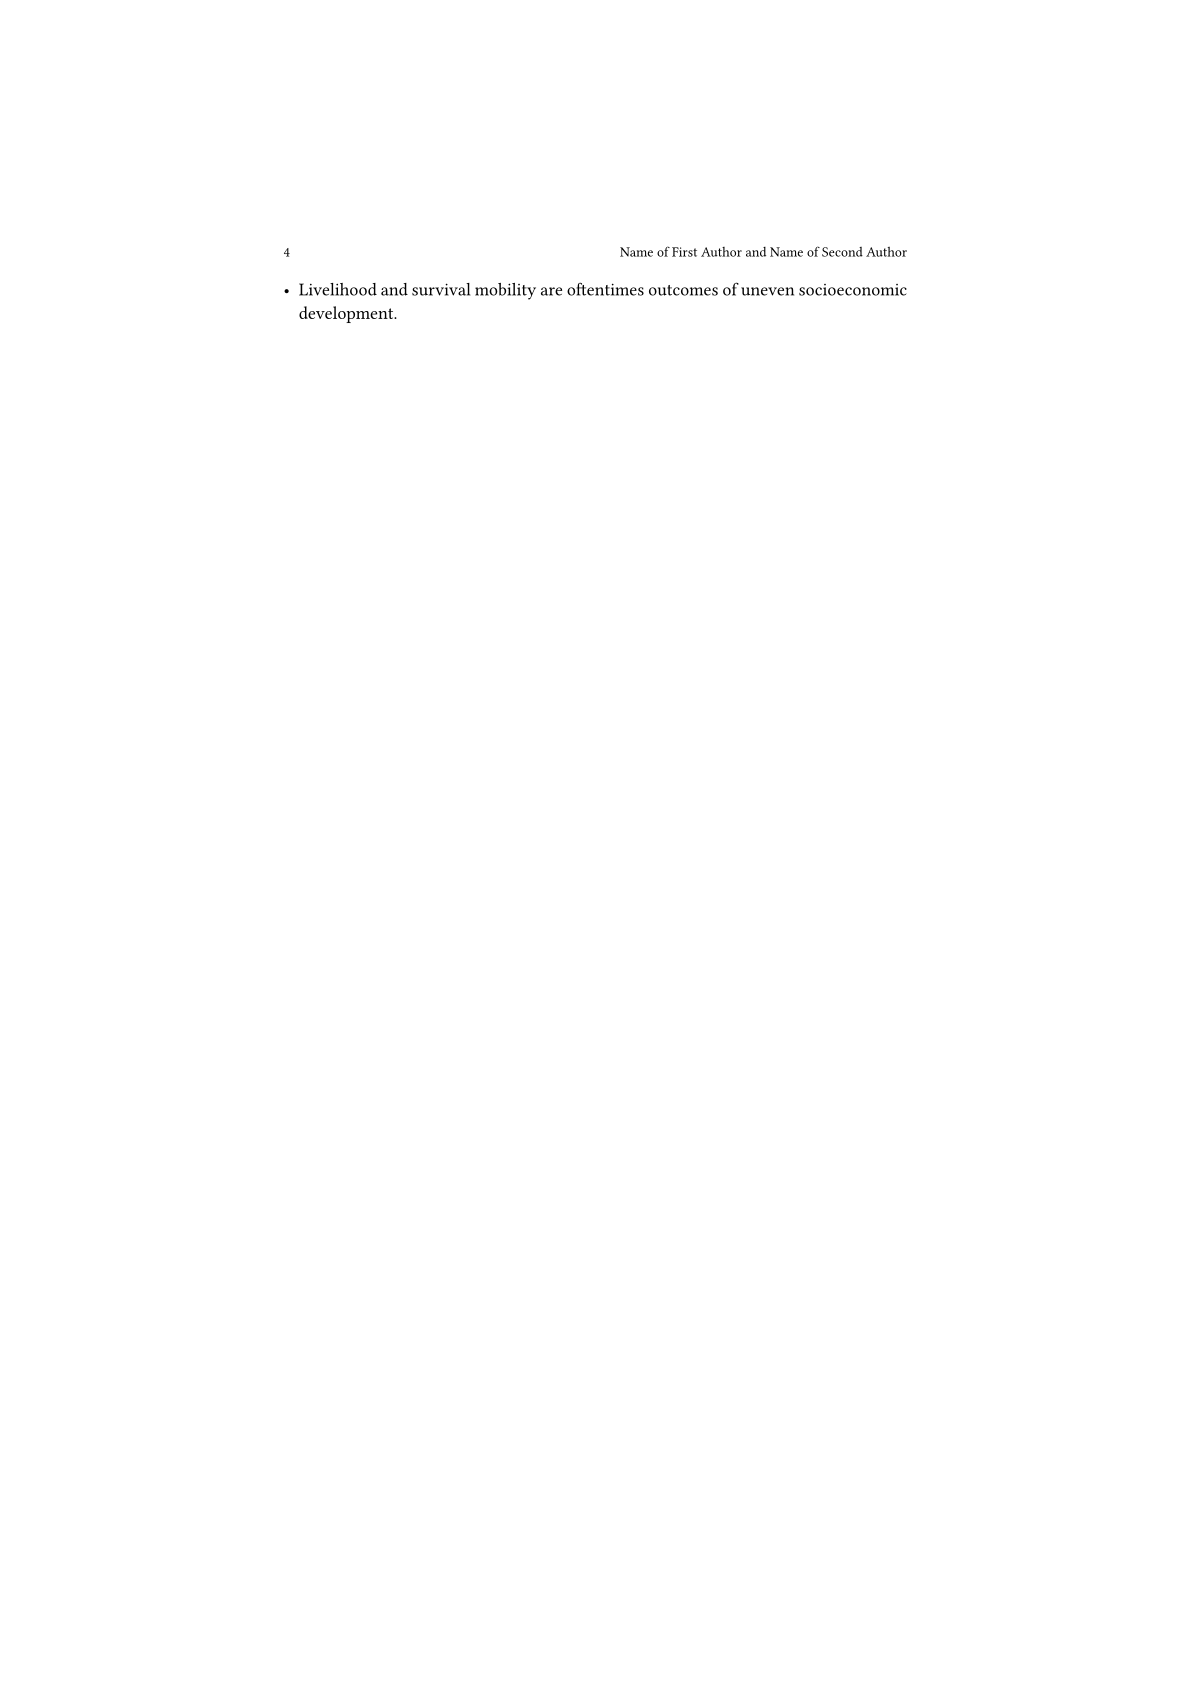 4 Name of First Author and Name of Second Author
• Livelihood and survival mobility are oftentimes outcomes of uneven socioeconomic
development.